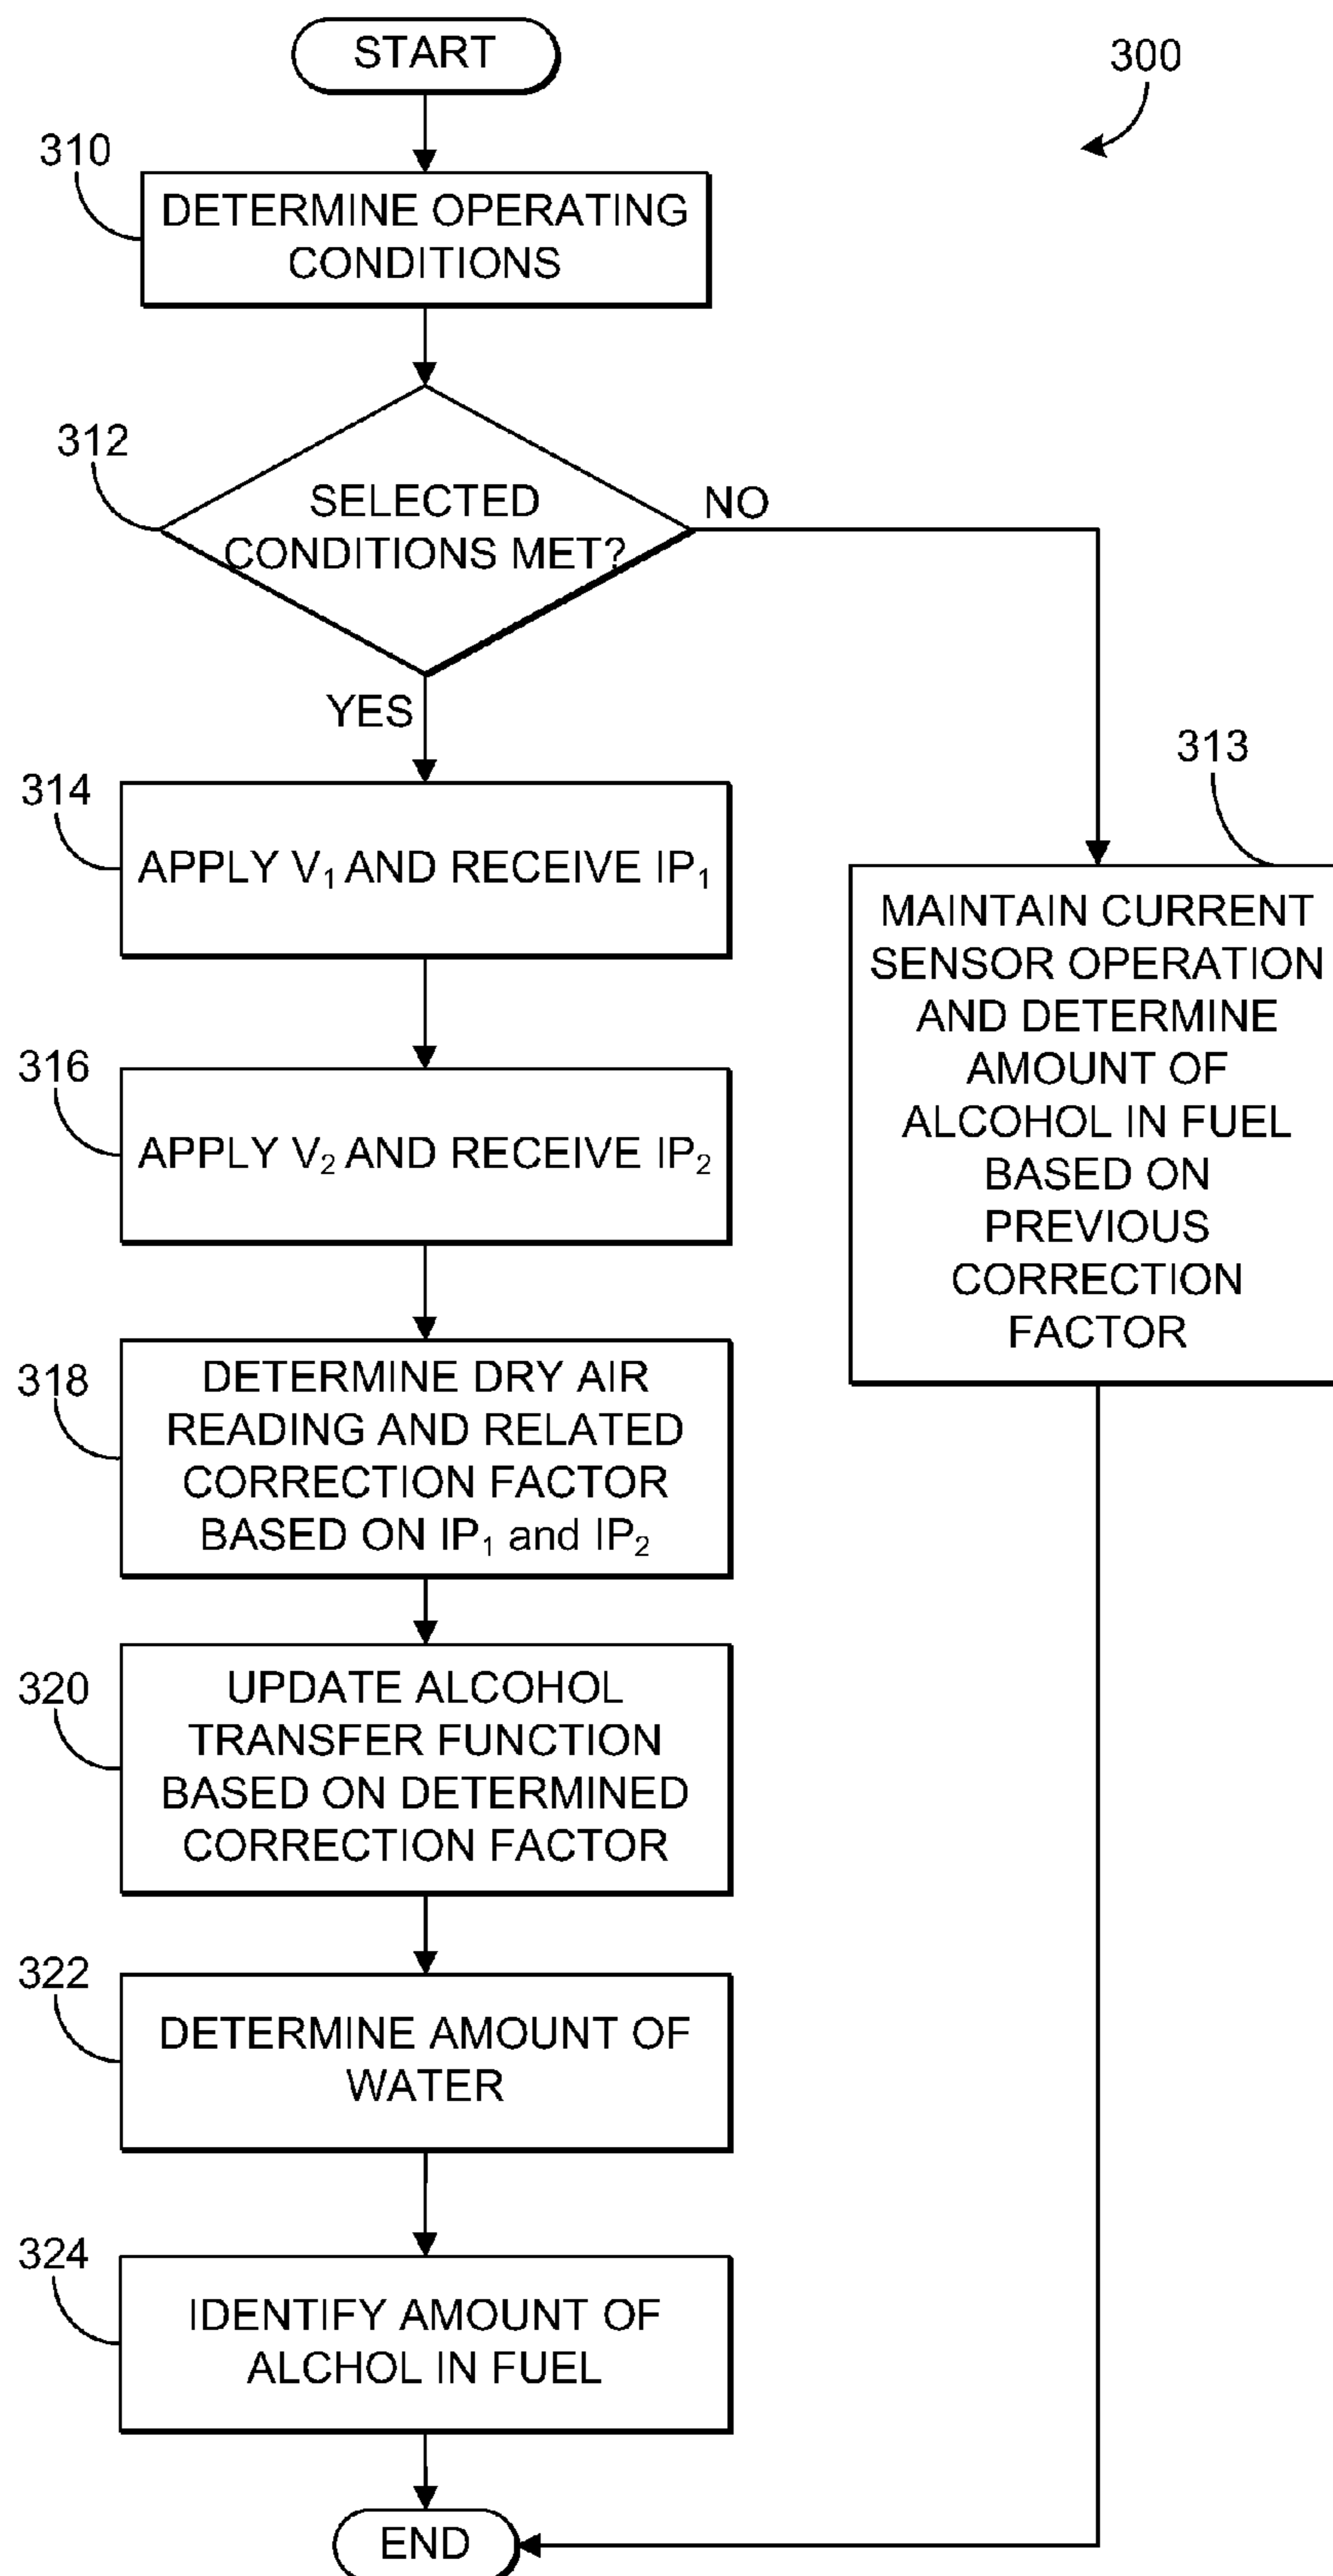 START
300
310
DETERMINE OPERATING
CONDITIONS
312
SELECTED
CONDITIONS MET?
NO
YES
314
APPLY V₁ AND RECEIVE IP₁
313
MAINTAIN CURRENT
SENSOR OPERATION
AND DETERMINE
AMOUNT OF
ALCOHOL IN FUEL
BASED ON
PREVIOUS
CORRECTION
FACTOR
316
APPLY V₂ AND RECEIVE IP₂
318
DETERMINE DRY AIR
READING AND RELATED
CORRECTION FACTOR
BASED ON IP₁ and IP₂
320
UPDATE ALCOHOL
TRANSFER FUNCTION
BASED ON DETERMINED
CORRECTION FACTOR
322
DETERMINE AMOUNT OF
WATER
324
IDENTIFY AMOUNT OF
ALCHOL IN FUEL
END